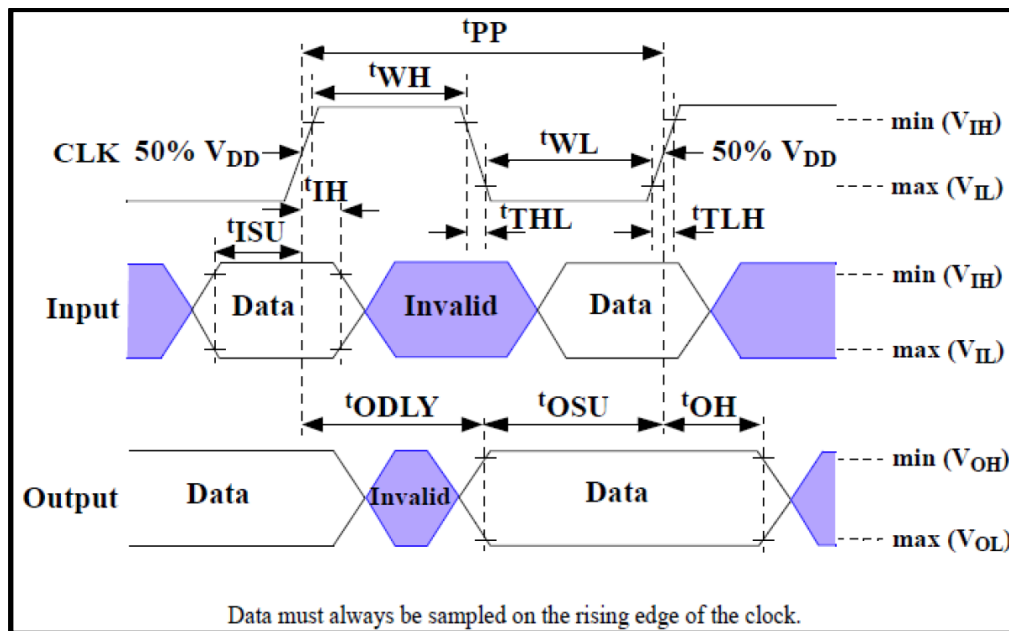 tPP
tWH
min (VIH)
CLK 50% VDD
tWL
50% VDD
tIH
max (VIL)
tISU
tTHL
tTLH
min (VIH)
Input
Data
Invalid
Data
max (VIL)
tODLY
tOSU
tOH
min (VOH)
Output
Data
Invalid
Data
max (VOL)
Data must always be sampled on the rising edge of the clock.